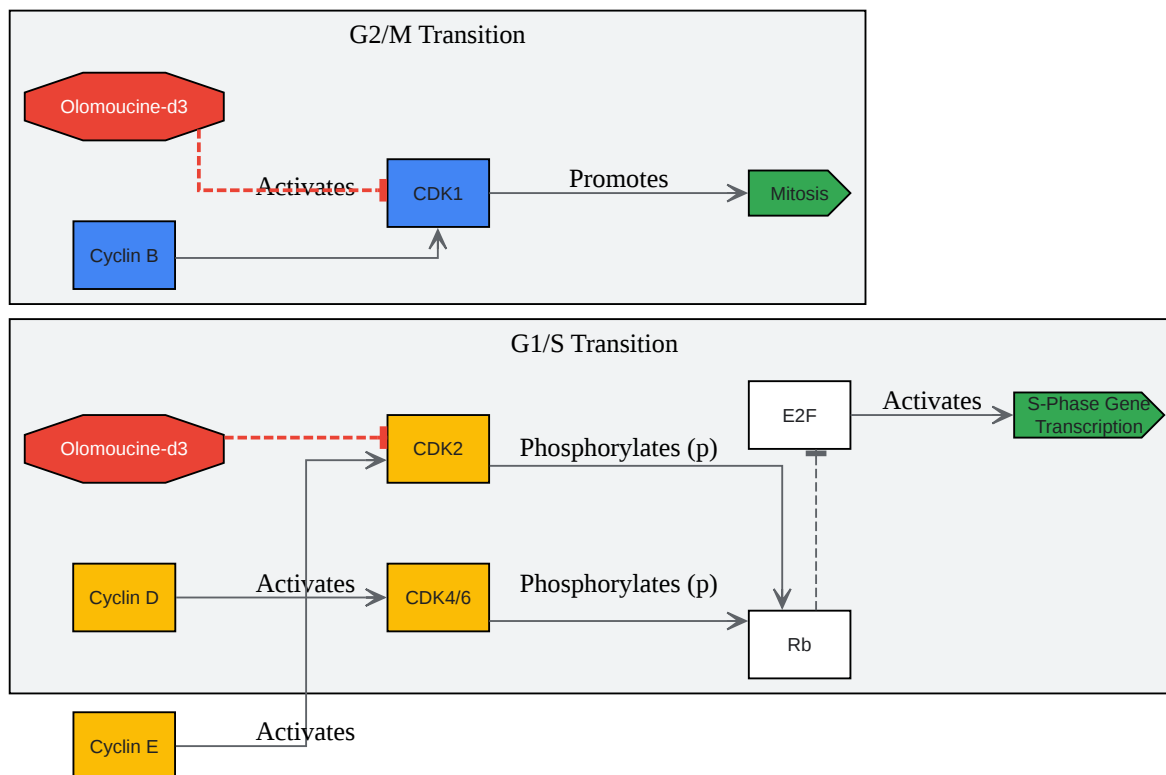 G2/M Transition
Olomoucine-d3
Activates
CDK1
Promotes
Mitosis
Cyclin B
G1/S Transition
Olomoucine-d3
CDK2
Phosphorylates (p)
E2F
Activates
S-Phase Gene
Transcription
Cyclin D
Activates
CDK4/6
Phosphorylates (p)
Rb
Cyclin E
Activates